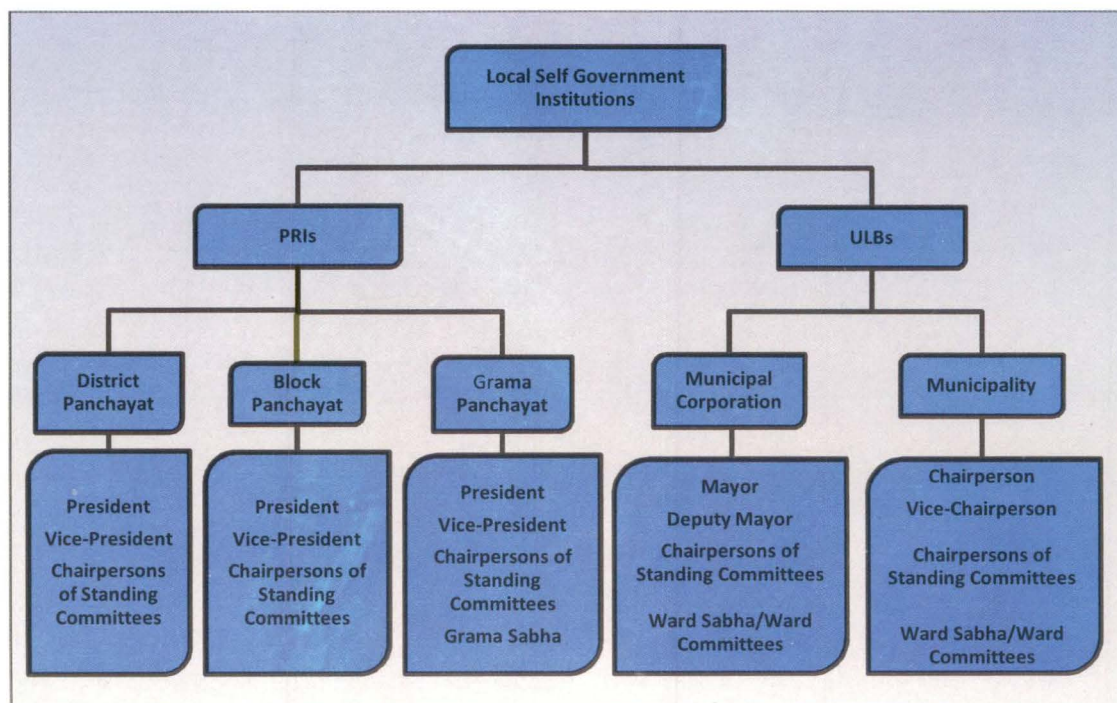 Local Self Government
Institutions
PRIs
ULBs
District
Panchayat
Block
Panchayat
Grama
Panchayat
Municipal
Corporation
Municipality
President
Vice-President
Chairpersons
of Standing
Committees
President
Vice-President
Chairpersons of
Standing
Committees
President
Vice-President
Chairpersons of
Standing
Committees
Grama Sabha
Mayor
Deputy Mayor
Chairpersons of
Standing Committees
Ward Sabha/Ward
Committees
Chairperson
Vice-Chairperson
Chairpersons of
Standing Committees
Ward Sabha/Ward
Committees